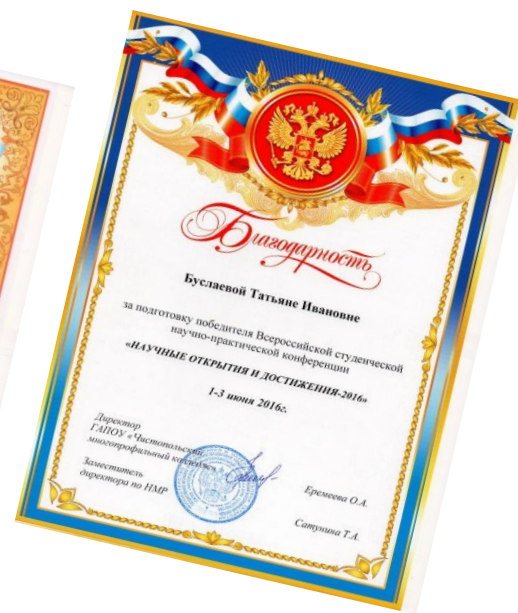 Благодарность
Буслаевой Татьяне Ивановне
за подготовку победителя Всероссийской студенческой
научно-практической конференции
«НАУЧНЫЕ ОТКРЫТИЯ И ДОСТИЖЕНИЯ-2016»
1-3 июня 2016г.
Директор
ГАПОУ «Чистопольский
многопрофильный колледж»
Еремеева О.А.
Заместитель
директора по НМР
Сатунина Т.А.